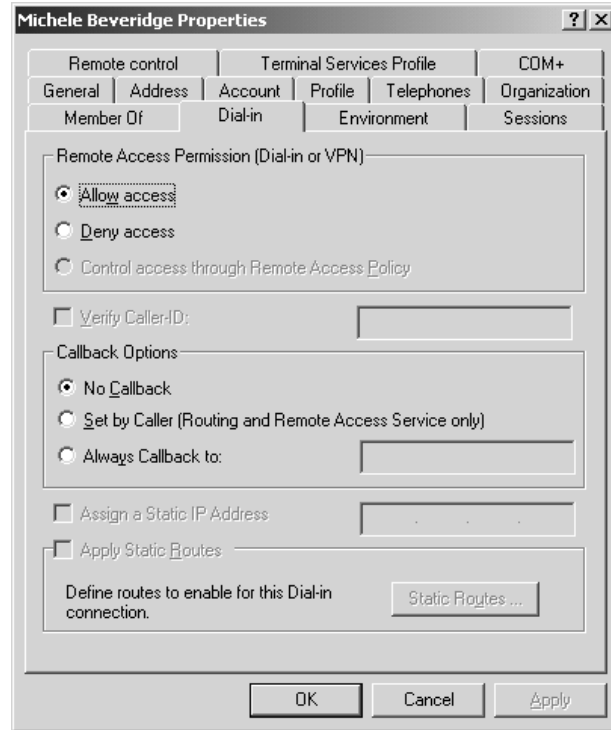 Michele Beveridge Properties
Remote control Terminal Services Profile COM+
General Address Account Profile Telephones Organization
Member Of Dial-in Environment Sessions
Remote Access Permission (Dial-in or VPN)
Allow access
Deny access
Control access through Remote Access Policy
Verify Caller-ID:
Callback Options
No Callback
Set by Caller (Routing and Remote Access Service only)
Always Callback to:
Assign a Static IP Address
Apply Static Routes
Define routes to enable for this Dial-in
connection.
Static Routes ...
OK Cancel Apply